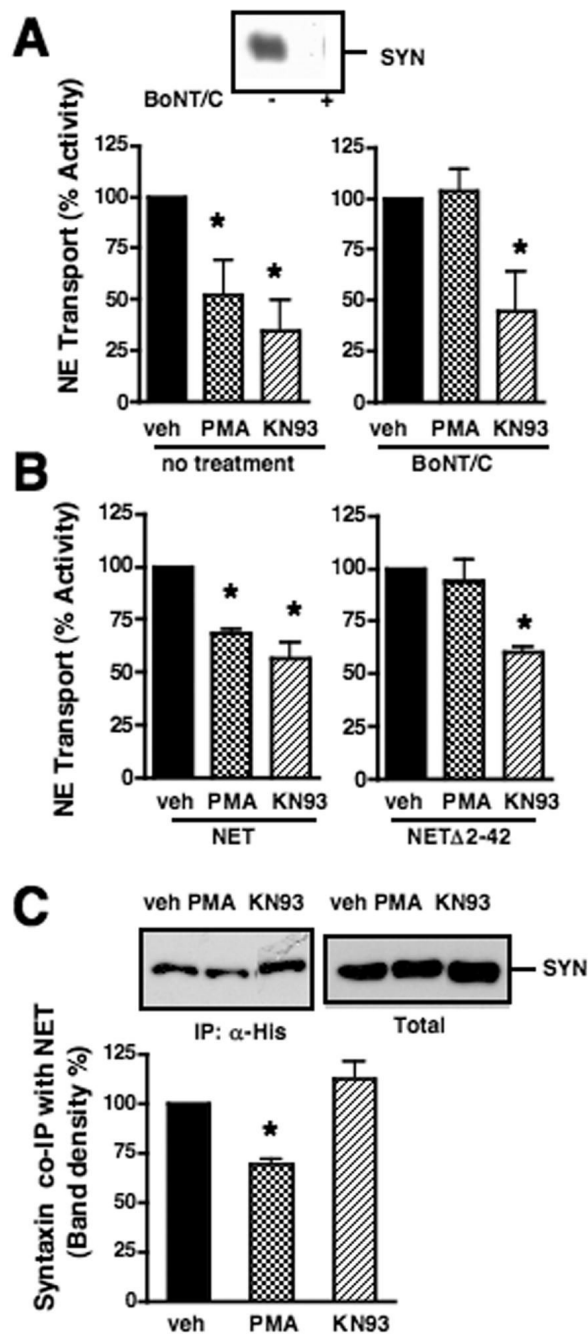 A
SYN
BoNT/C - +
NE Transport (% Activity)
125
100
75
50
25
0
*
*
veh PMA KN93
no treatment
125
100
75
50
25
0
*
veh PMA KN93
BoNT/C
B
NE Transport (% Activity)
125
100
75
50
25
0
*
*
veh PMA KN93
NET
125
100
75
50
25
0
*
veh PMA KN93
NETΔ2-42
C
veh PMA KN93
veh PMA KN93
SYN
IP: α-His
Total
Syntaxin co-IP with NET
(Band density %)
125
100
75
50
25
0
*
veh PMA KN93